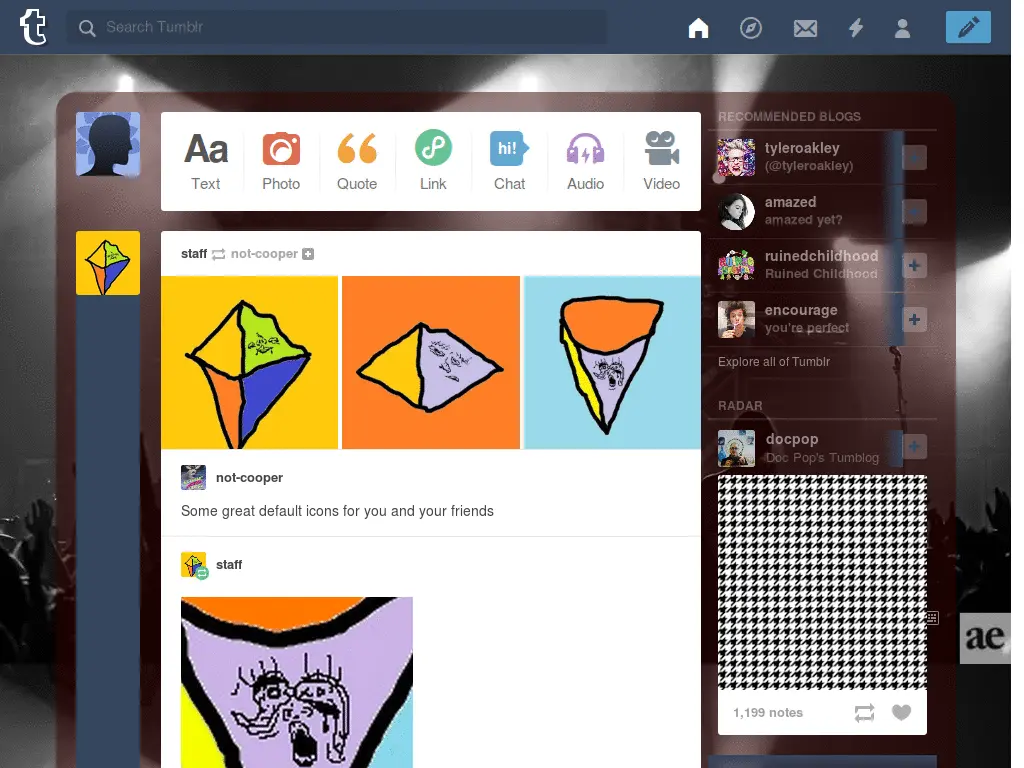 t
Search Tumblr
Aa
hi!
Text
Photo
Quote
Link
Chat
Audio
Video
staff not-cooper
not-cooper
Some great default icons for you and your friends
staff
RECOMMENDED BLOGS
tyleroakley
(@tyleroakley)
amazed
amazed yet?
ruinedchildhood
Ruined Childhood
encourage
you're perfect
Explore all of Tumblr
RADAR
docpop
Doc Pop's Tumblog
1,199 notes
ae